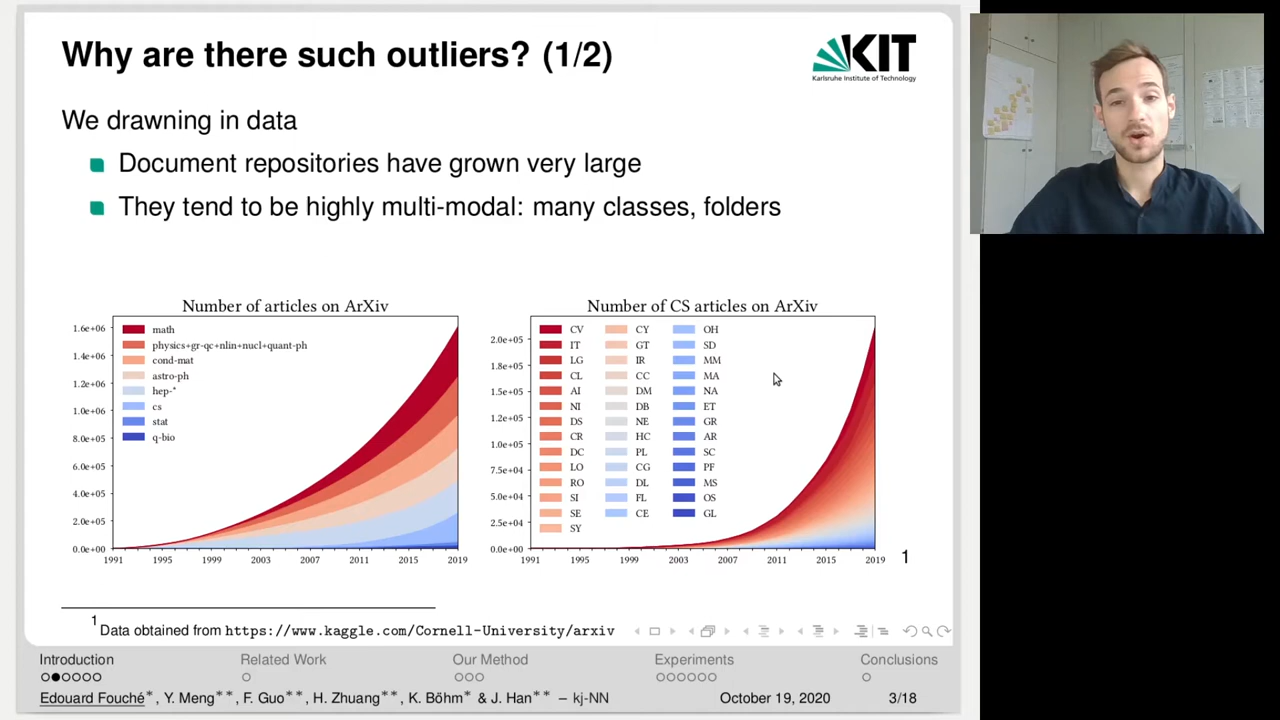 Why are there such outliers? (1/2)
KIT
Karlsruhe Institute of Technology
We drawning in data
Document repositories have grown very large
They tend to be highly multi-modal: many classes, folders
Number of articles on ArXiv
1.6e+06
1.4e+06
1.2e+06
1.0e+06
8.0e+05
6.0e+05
4.0e+05
2.0e+05
0.0e+00
math
physics+gr-qc+nlin+nucl+quant-ph
cond-mat
astro-ph
hep-*
cs
stat
q-bio
1991 1995 1999 2003 2007 2011 2015 2019
Number of CS articles on ArXiv
2.0e+05
1.8e+05
1.5e+05
1.2e+05
1.0e+05
7.5e+04
5.0e+04
2.5e+04
0.0e+00
CV CY OH
IT GT SD
LG IR MM
CL CC MA
AI DM NA
NI DB ET
DS NE GR
CR HC AR
DC PL SC
LO CG PF
RO DL MS
SI FL OS
SE CE GL
SY
1991 1995 1999 2003 2007 2011 2015 2019
1
1 Data obtained from https://www.kaggle.com/Cornell-University/arxiv
Introduction Related Work Our Method Experiments Conclusions
Edouard Fouché*, Y. Meng**, F. Guo**, H. Zhuang**, K. Böhm* & J. Han** – kj-NN October 19, 2020 3/18